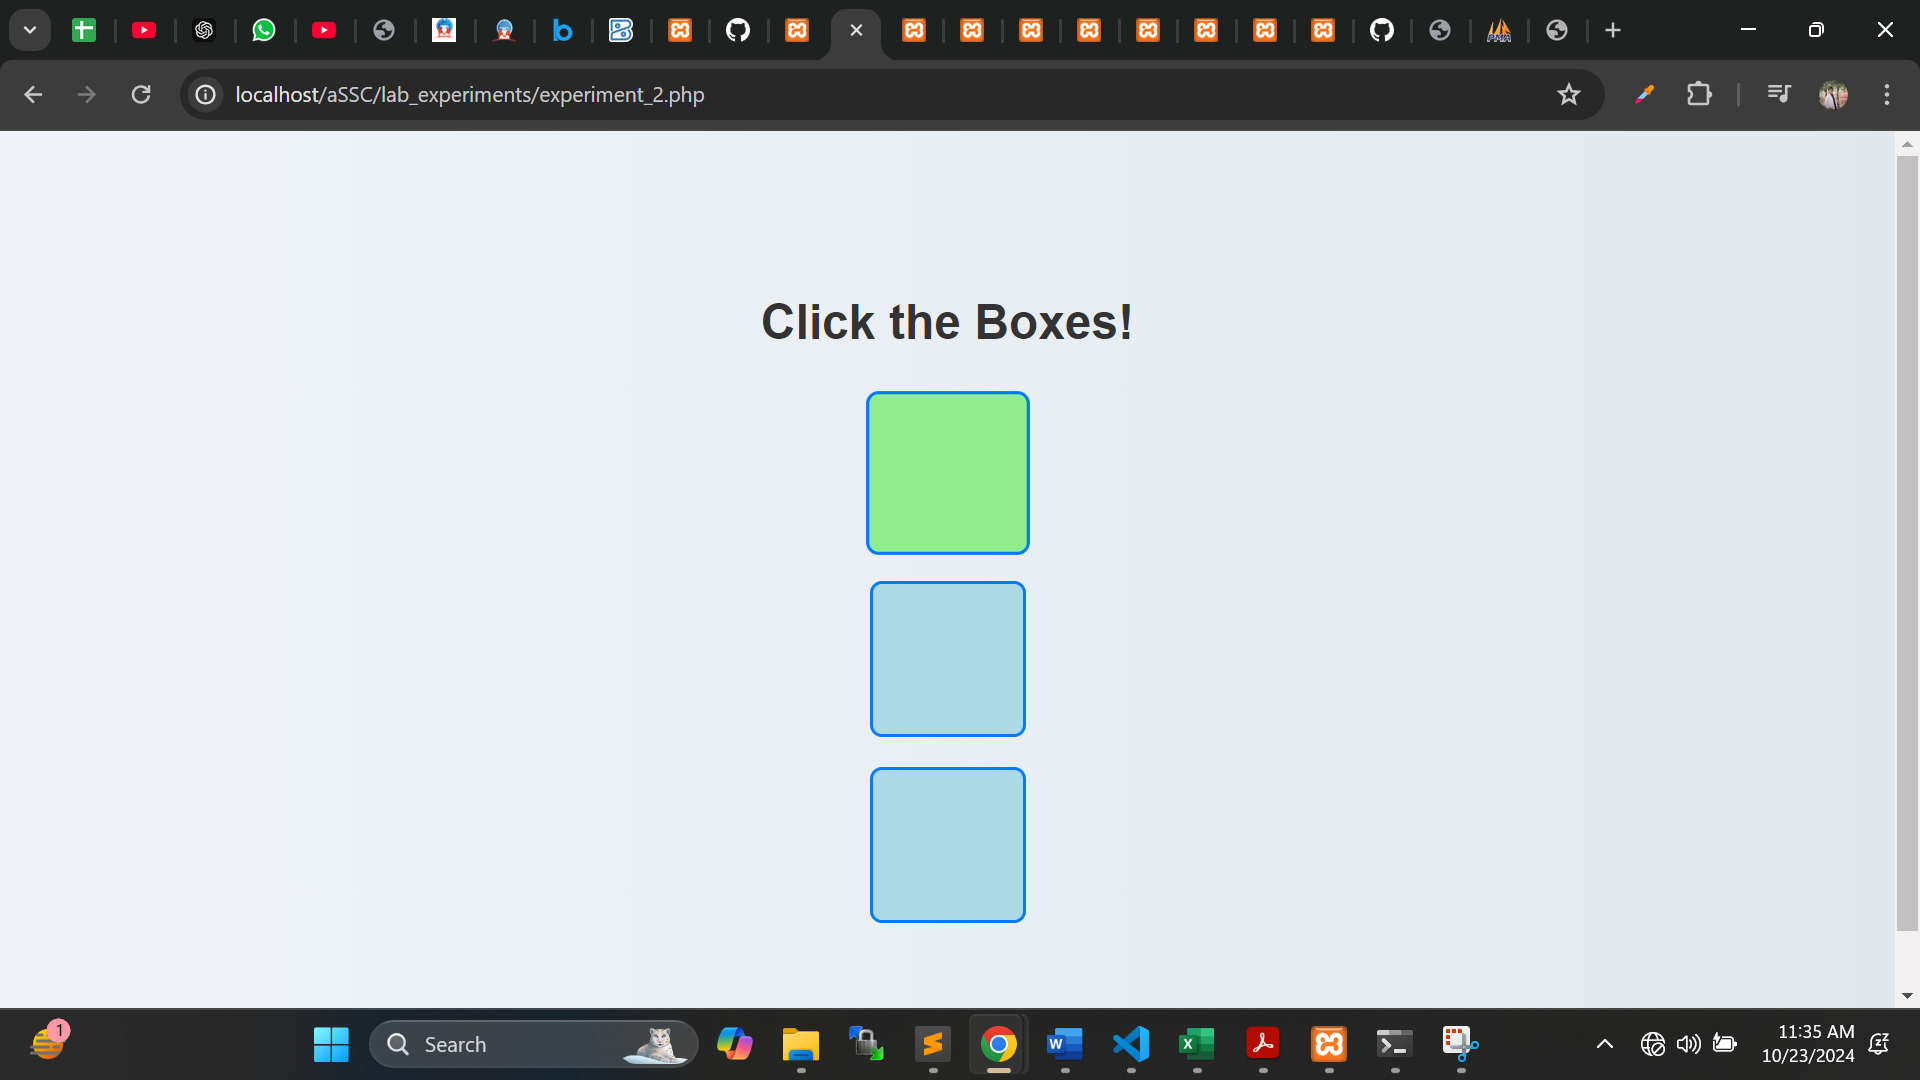 localhost/aSSC/lab_experiments/experiment_2.php
Click the Boxes!
1
Search
11:35 AM
10/23/2024